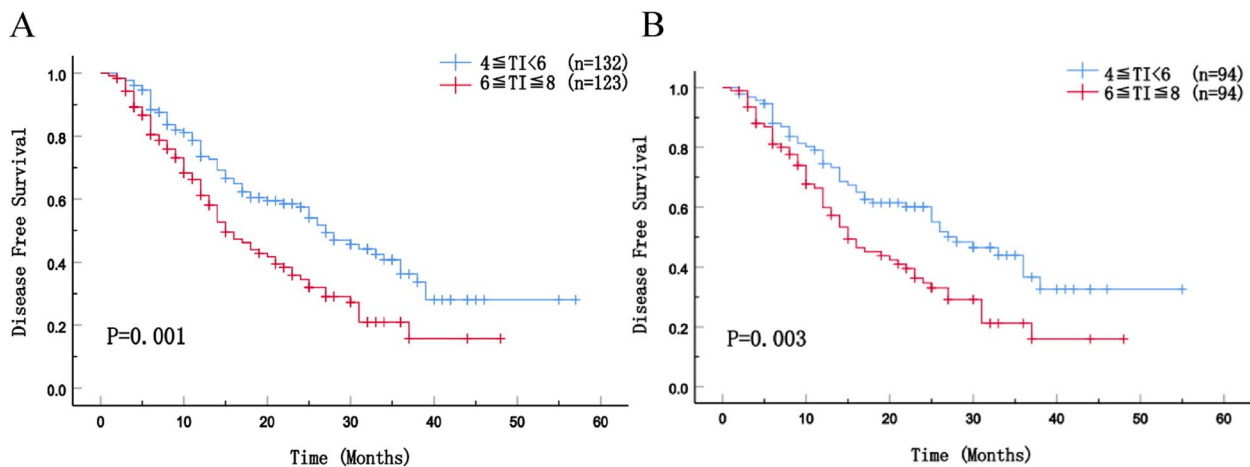 A
4≦TI<6 (n=132)
6≦TI≦8 (n=123)
1.0
0.8
0.6
0.4
0.2
0.0
Disease Free Survival
P=0.001
0 10 20 30 40 50 60
Time (Months)
B
4≦TI<6 (n=94)
6≦TI≦8 (n=94)
1.0
0.8
0.6
0.4
0.2
0.0
Disease Free Survival
P=0.003
0 10 20 30 40 50 60
Time (Months)